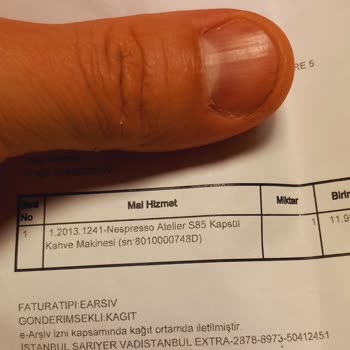 RE 5
No
Mal Hizmet
Miktar
Birin
1
1.2013.1241-Nespresso Atelier S85 Kapsül
Kahve Makinesi (sn:8010000748D)
1
11.9
FATURATIPI:EARSIV
GONDERIMSEKLI:KAGIT
e-Arşiv izni kapsamında kağıt ortamda iletilmiştir.
ISTANBUL SARIYER VADISTANBUL EXTRA-2878-8973-50412451